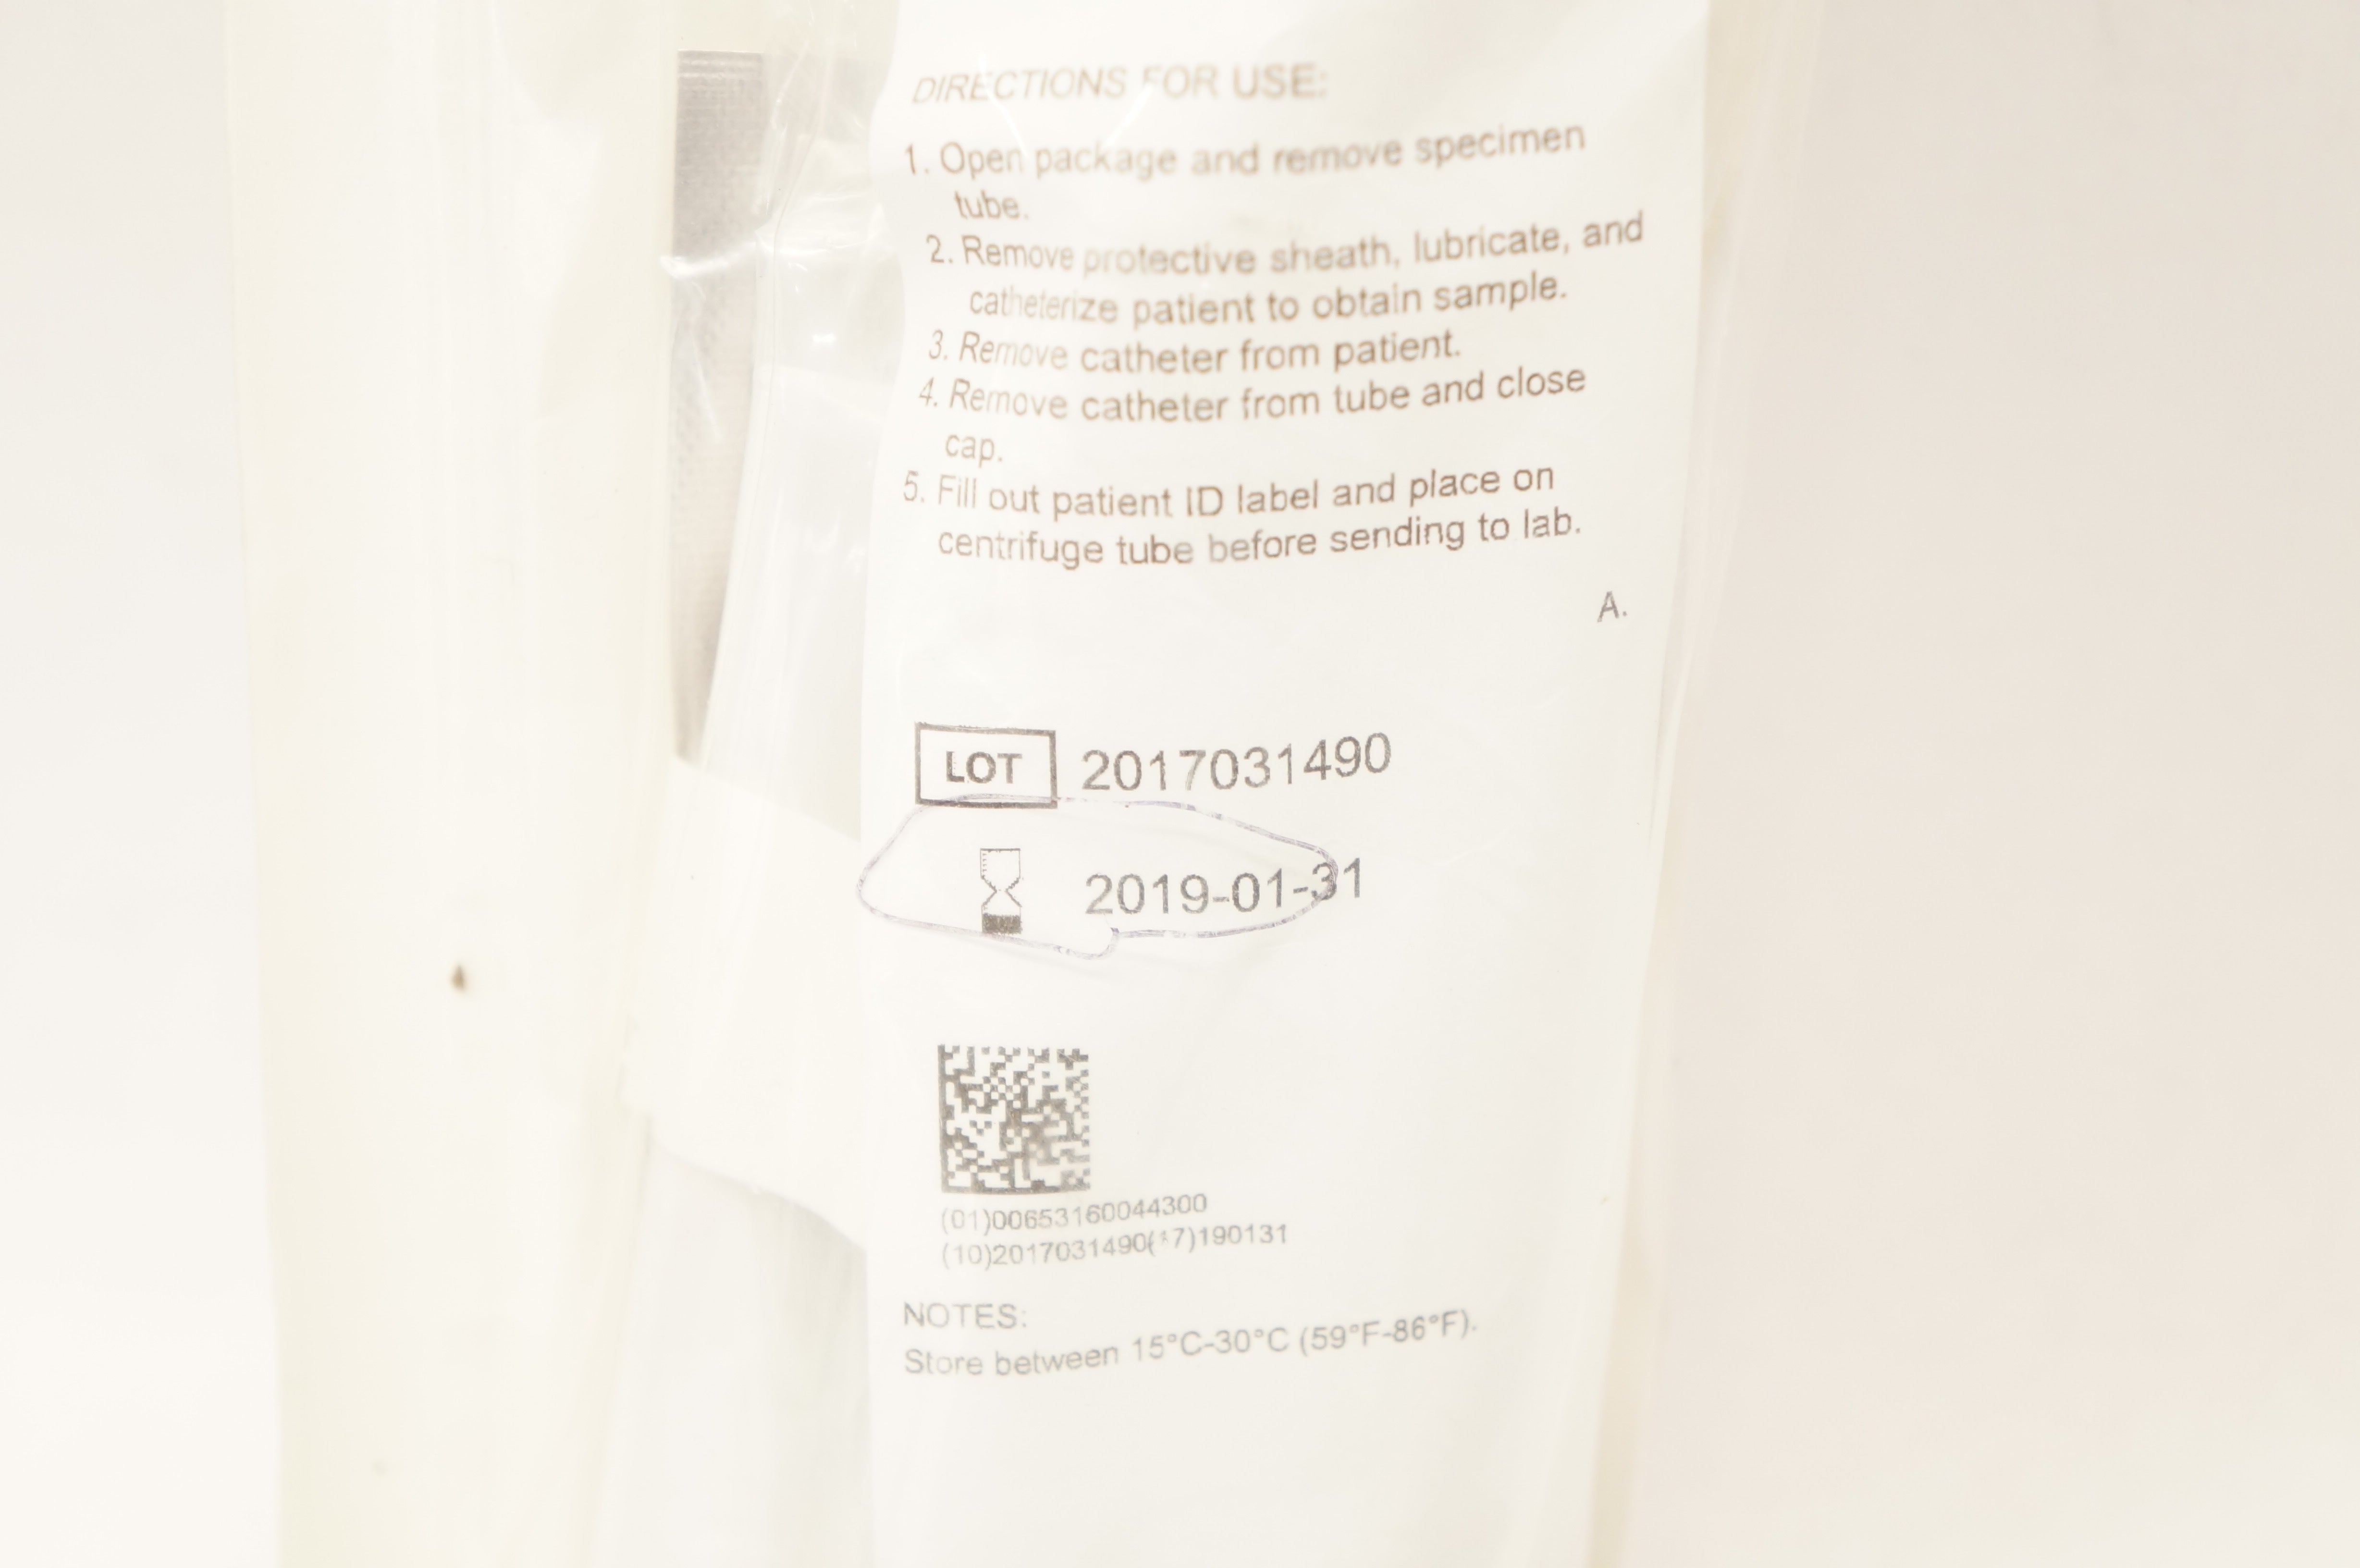 DIRECTIONS FOR USE:
1. Open package and remove specimen
tube.
2. Remove protective sheath, lubricate, and
catheterize patient to obtain sample.
3. Remove catheter from patient.
4. Remove catheter from tube and close
cap.
5. Fill out patient ID label and place on
centrifuge tube before sending to lab.
A.
LOT 2017031490
2019-01-31
(01)00653160044300
(10)2017031490(17)190131
NOTES:
Store between 15°C-30°C (59°F-86°F).